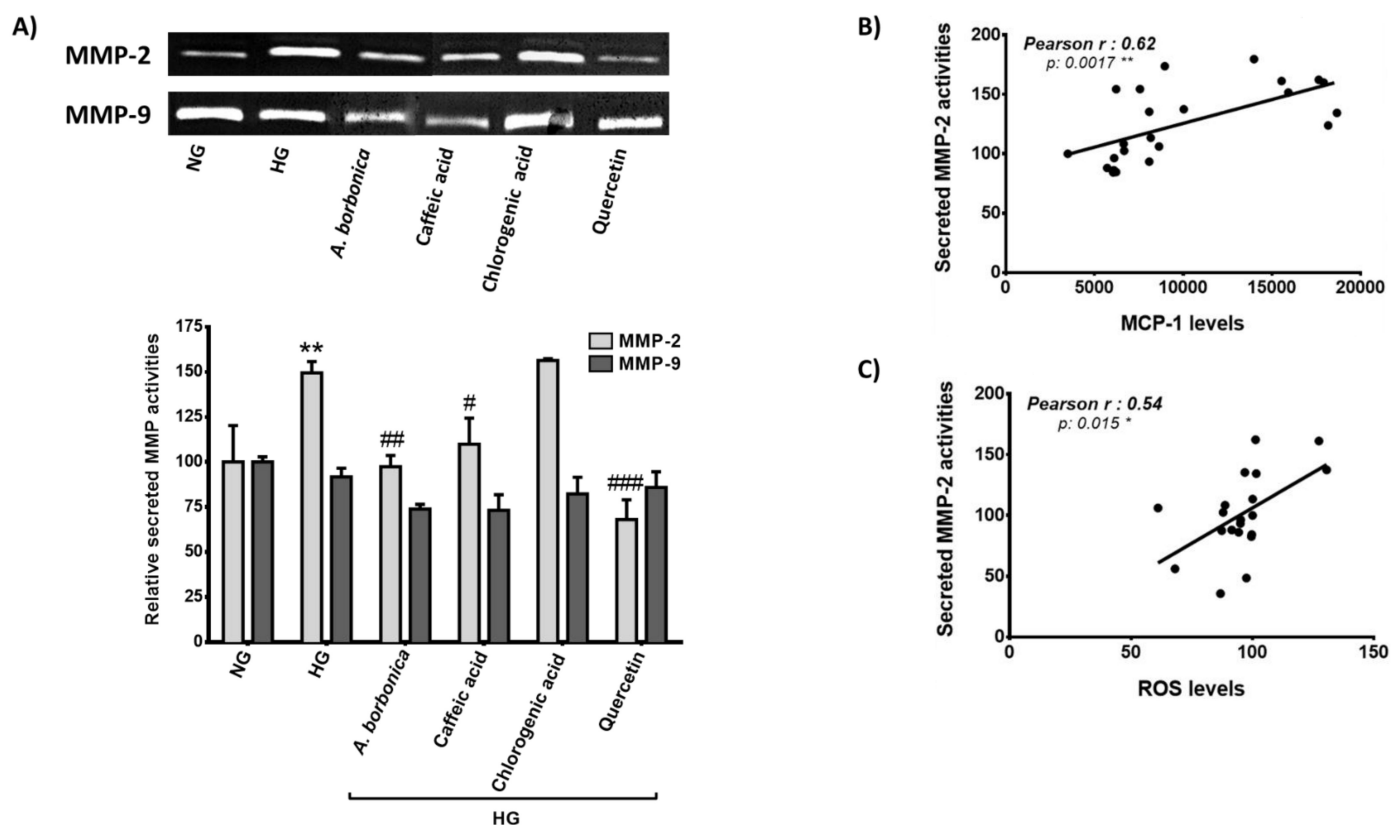 A)
MMP-2
MMP-9
NG
HG
A. borbonica
Caffeic acid
Chlorogenic acid
Quercetin
Relative secreted MMP activities
175
150
125
100
75
50
25
0
**
##
#
###
MMP-2
MMP-9
NG
HG
A. borbonica
Caffeic acid
Chlorogenic acid
Quercetin
HG
B)
Secreted MMP-2 activities
200
150
100
50
0
Pearson r : 0.62
p: 0.0017 **
0 5000 10000 15000 20000
MCP-1 levels
C)
Secreted MMP-2 activities
200
150
100
50
0
Pearson r : 0.54
p: 0.015 *
0 50 100 150
ROS levels